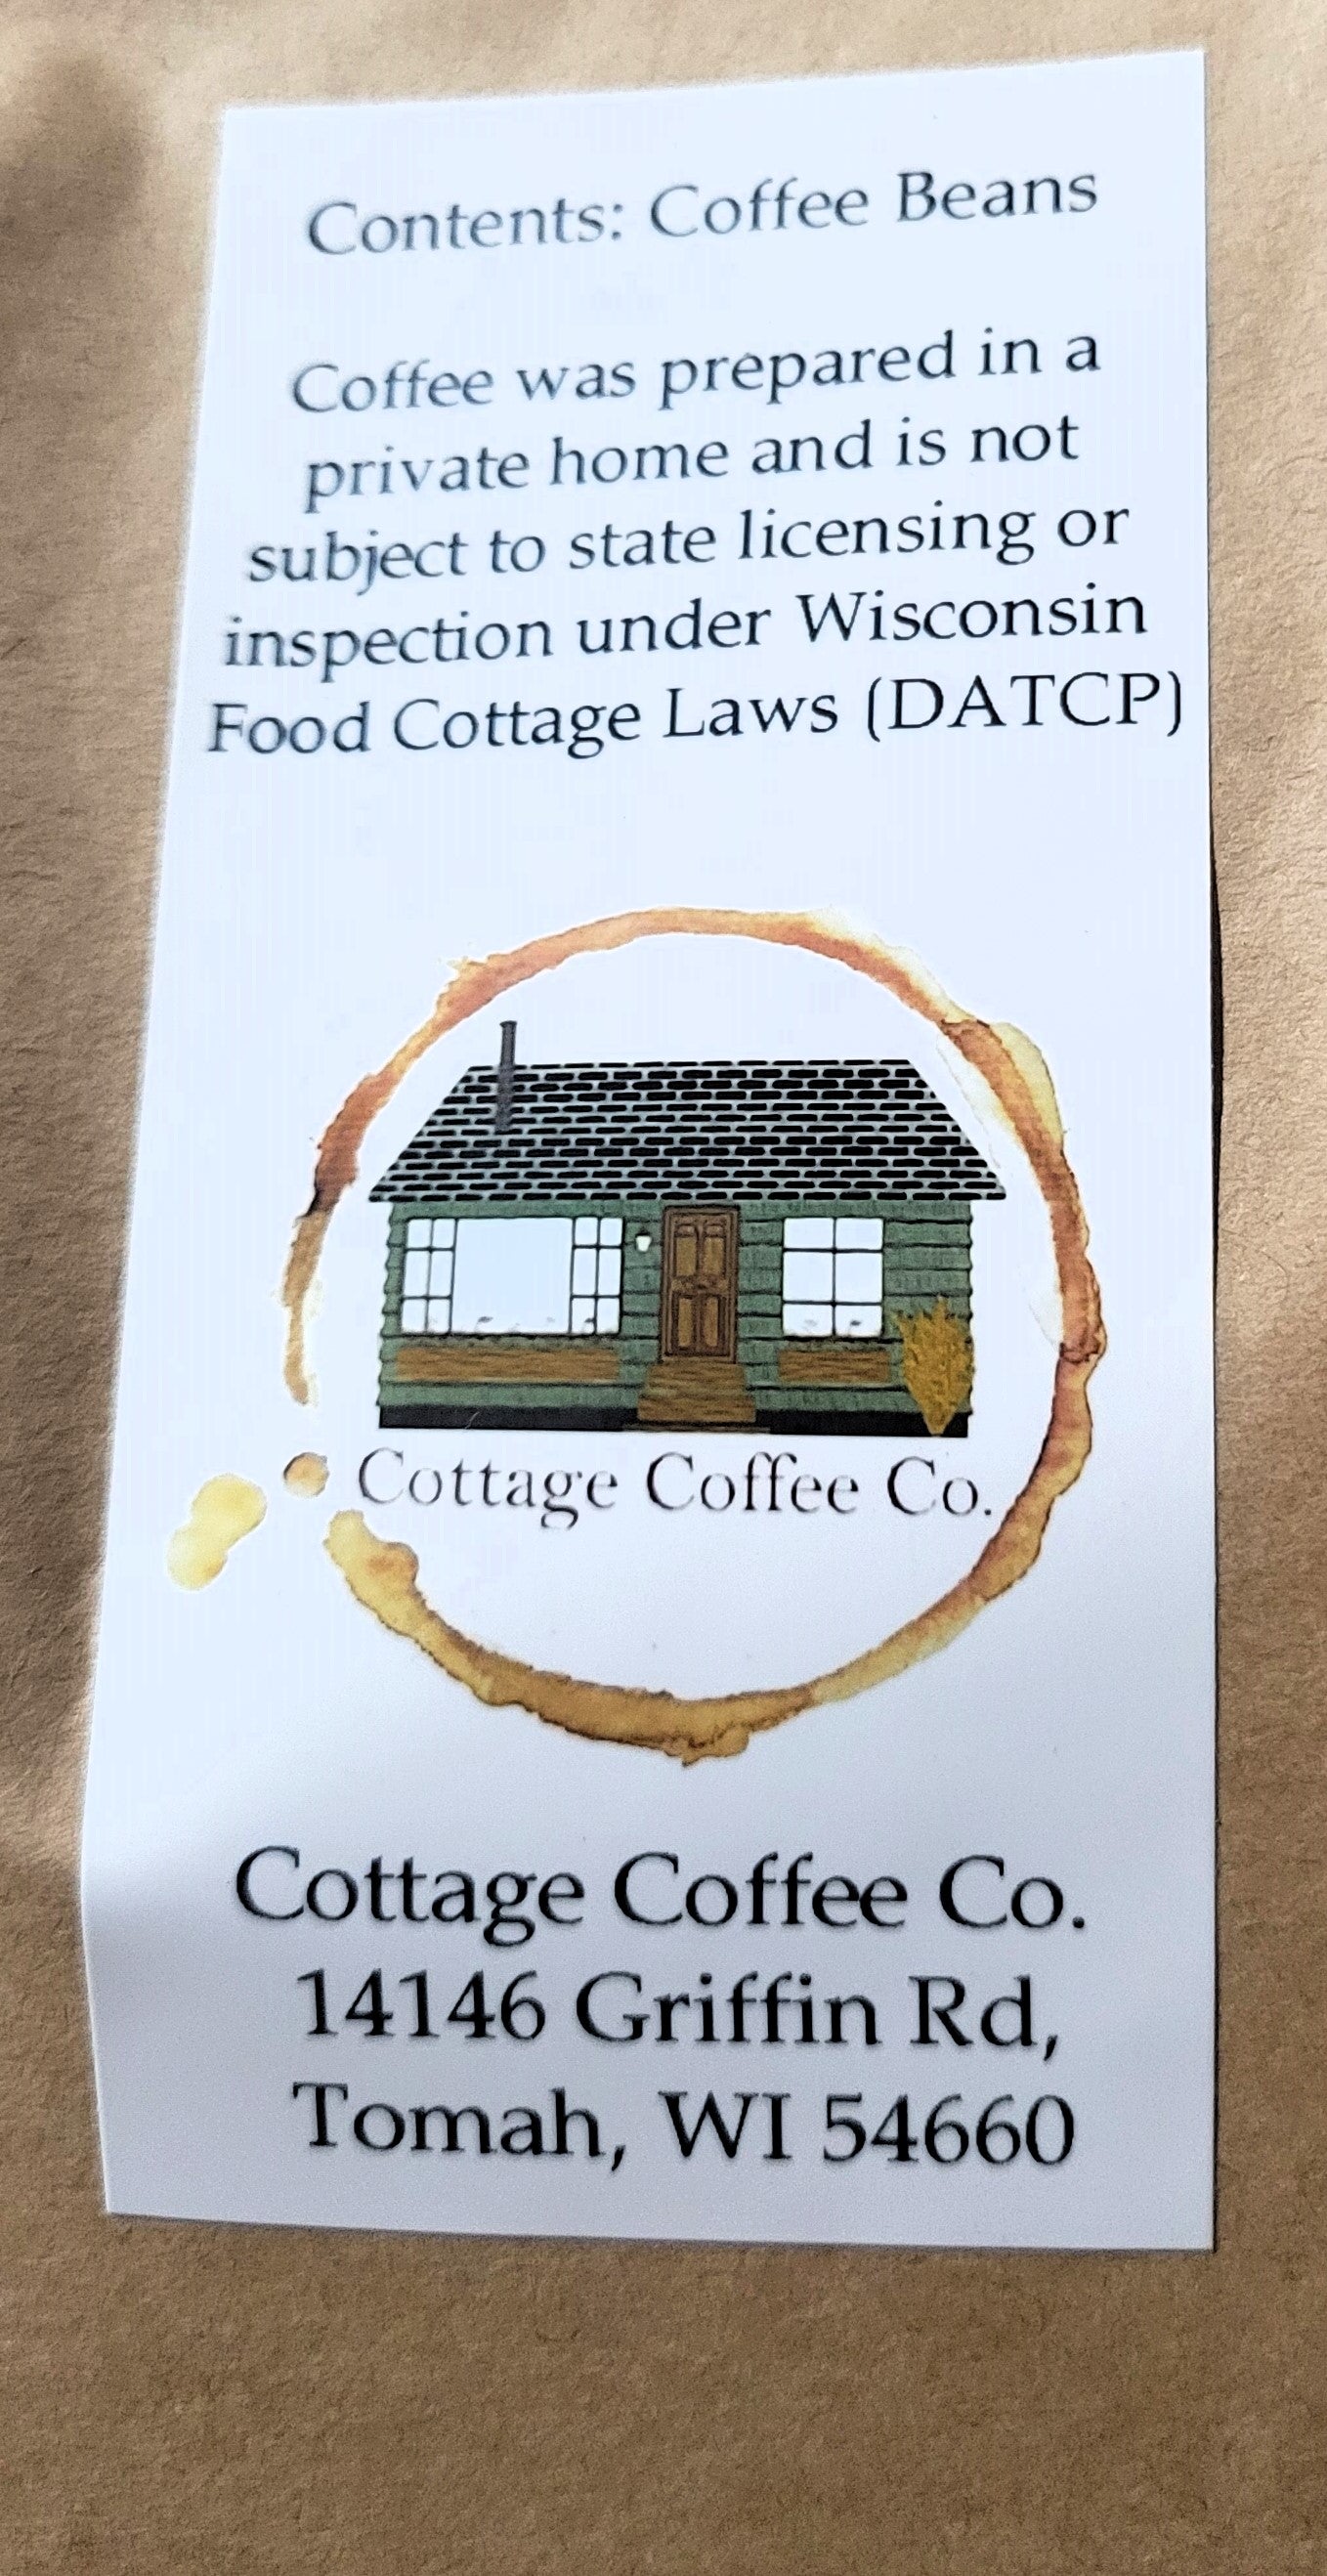 Contents: Coffee Beans
Coffee was prepared in a
private home and is not
subject to state licensing or
inspection under Wisconsin
Food Cottage Laws (DATCP)
Cottage Coffee Co.
Cottage Coffee Co.
14146 Griffin Rd,
Tomah, WI 54660